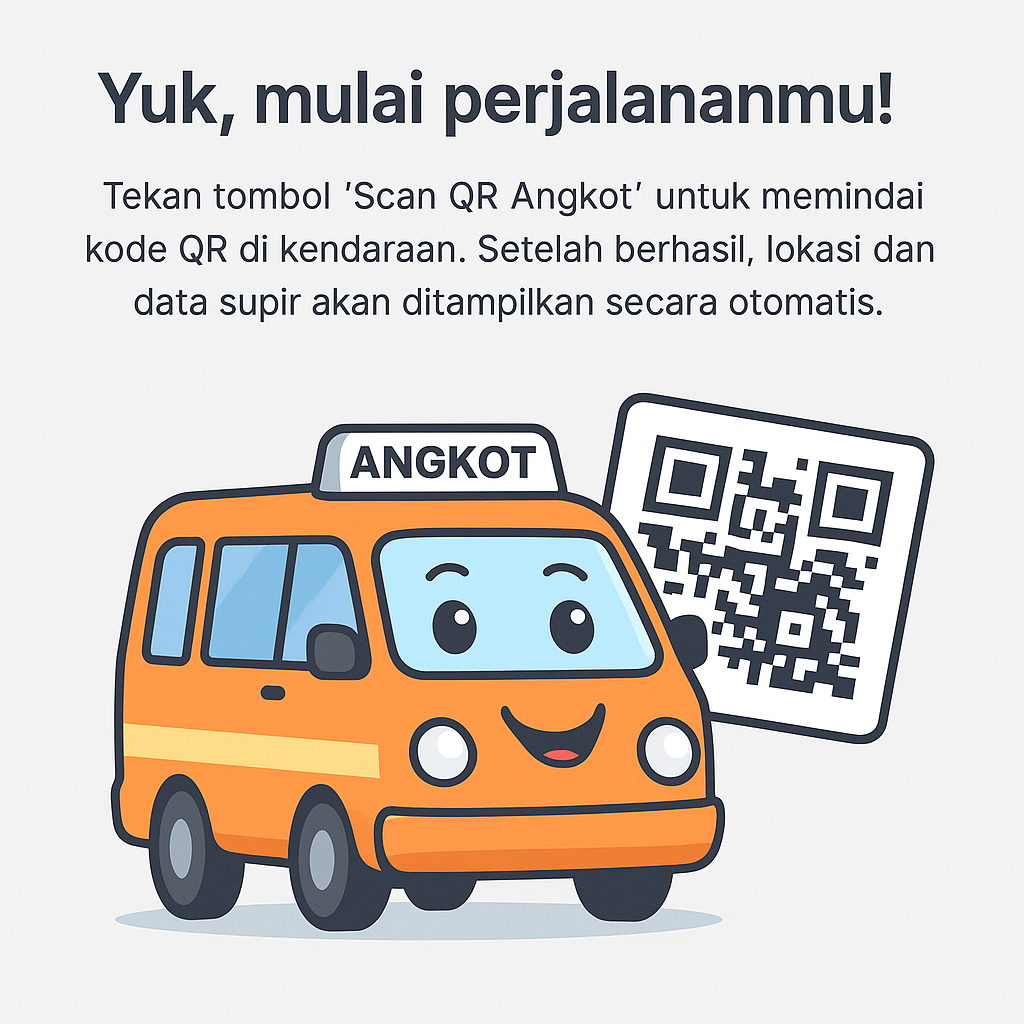 Yuk, mulai perjalananmu!
Tekan tombol ′Scan QR Angkot′ untuk memindai
kode QR di kendaraan. Setelah berhasil, lokasi dan
data supir akan ditampilkan secara otomatis.
ANGKOT